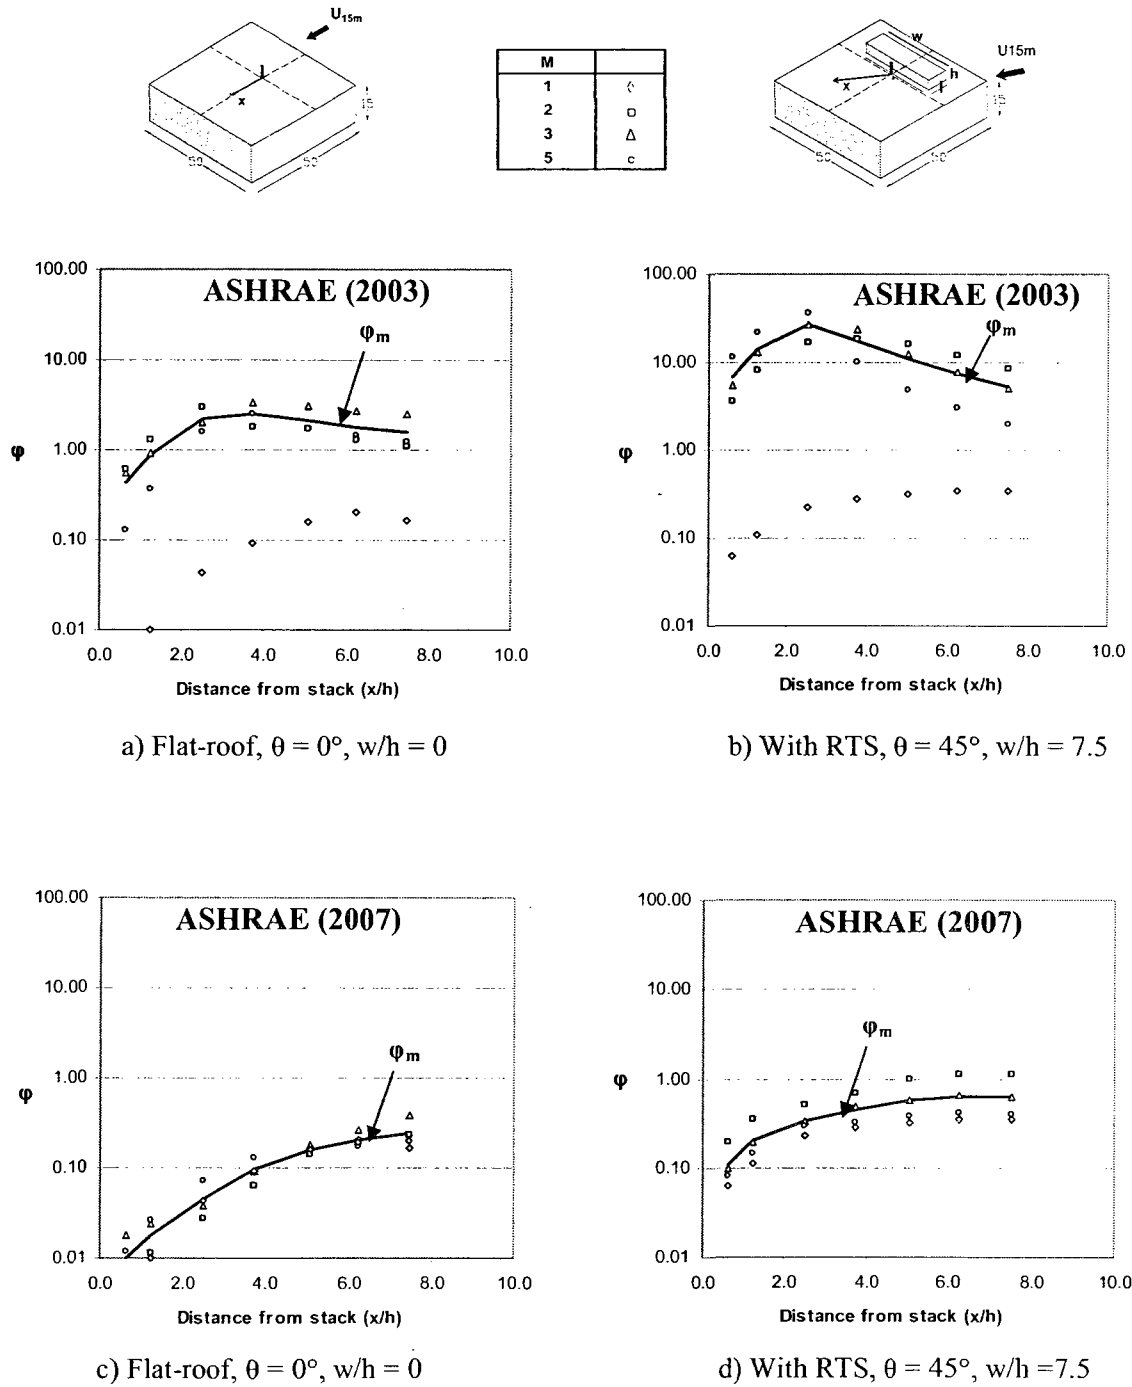 U15m
x
15
50
50
M
1 ◊
2 □
3 △
5 c
w
U15m
h
x
15
50
50
ASHRAE (2003)
φm
100.00
10.00
1.00
0.10
0.01
φ
0.0 2.0 4.0 6.0 8.0 10.0
Distance from stack (x/h)
a) Flat-roof, θ = 0°, w/h = 0
ASHRAE (2003)
φm
100.00
10.00
1.00
0.10
0.01
φ
0.0 2.0 4.0 6.0 8.0 10.0
Distance from stack (x/h)
b) With RTS, θ = 45°, w/h = 7.5
ASHRAE (2007)
φm
100.00
10.00
1.00
0.10
0.01
φ
0.0 2.0 4.0 6.0 8.0 10.0
Distance from stack (x/h)
c) Flat-roof, θ = 0°, w/h = 0
ASHRAE (2007)
φm
100.00
10.00
1.00
0.10
0.01
φ
0.0 2.0 4.0 6.0 8.0 10.0
Distance from stack (x/h)
d) With RTS, θ = 45°, w/h =7.5